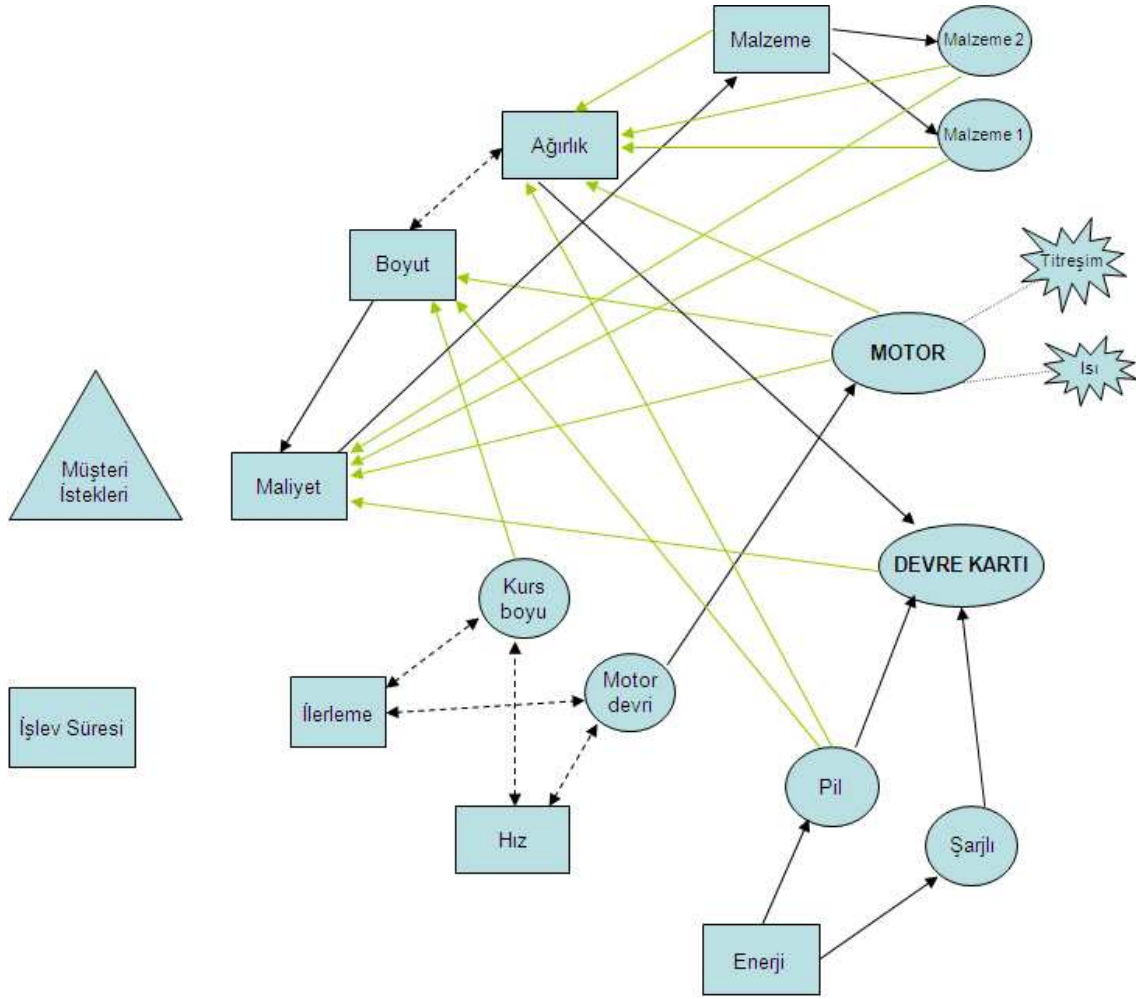 Malzeme
Malzeme 2
Malzeme 1
Ağırlık
Boyut
Titreşim
MOTOR
Isı
Müşteri
İstekleri
Maliyet
DEVRE KARTI
Kurs
boyu
Motor
devri
İlerleme
İşlev Süresi
Pil
Hız
Şarjlı
Enerji